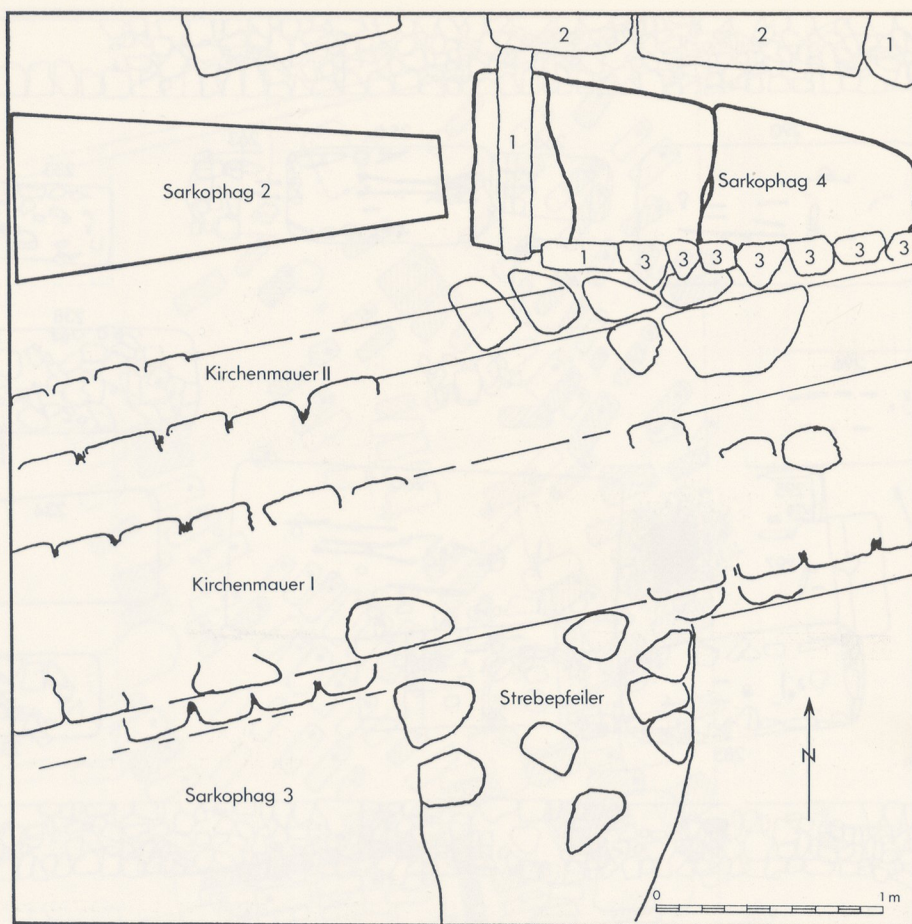 2
2
1
1
Sarkophag 2
Sarkophag 4
1
3
3
3
3
3
3
3
Kirchenmauer II
Kirchenmauer I
Strebepfeiler
N
Sarkophag 3
0
1 m